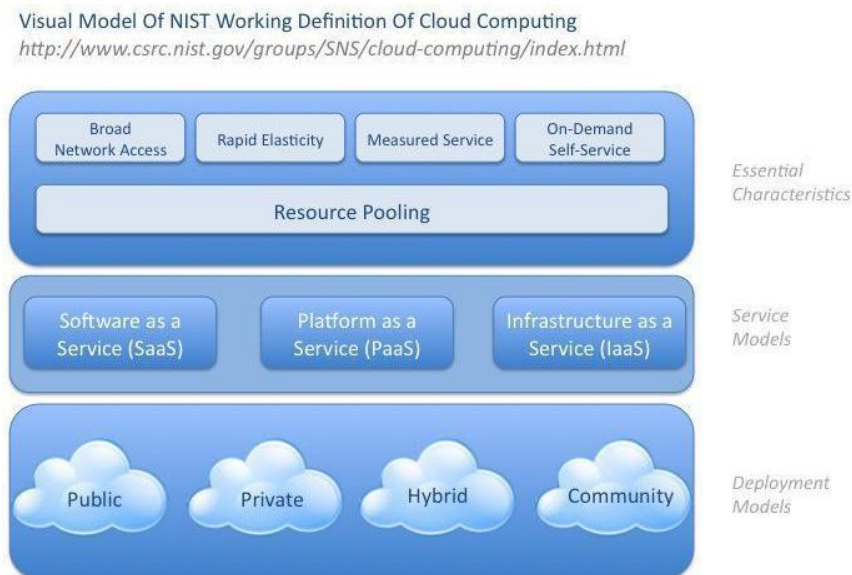 Visual Model Of NIST Working Definition Of Cloud Computing
http://www.csrc.nist.gov/groups/SNS/cloud-computing/index.html
Broad
Network Access
Rapid Elasticity
Measured Service
On-Demand
Self-Service
Resource Pooling
Essential
Characteristics
Software as a
Service (SaaS)
Platform as a
Service (PaaS)
Infrastructure as a
Service (IaaS)
Service
Models
Public
Private
Hybrid
Community
Deployment
Models